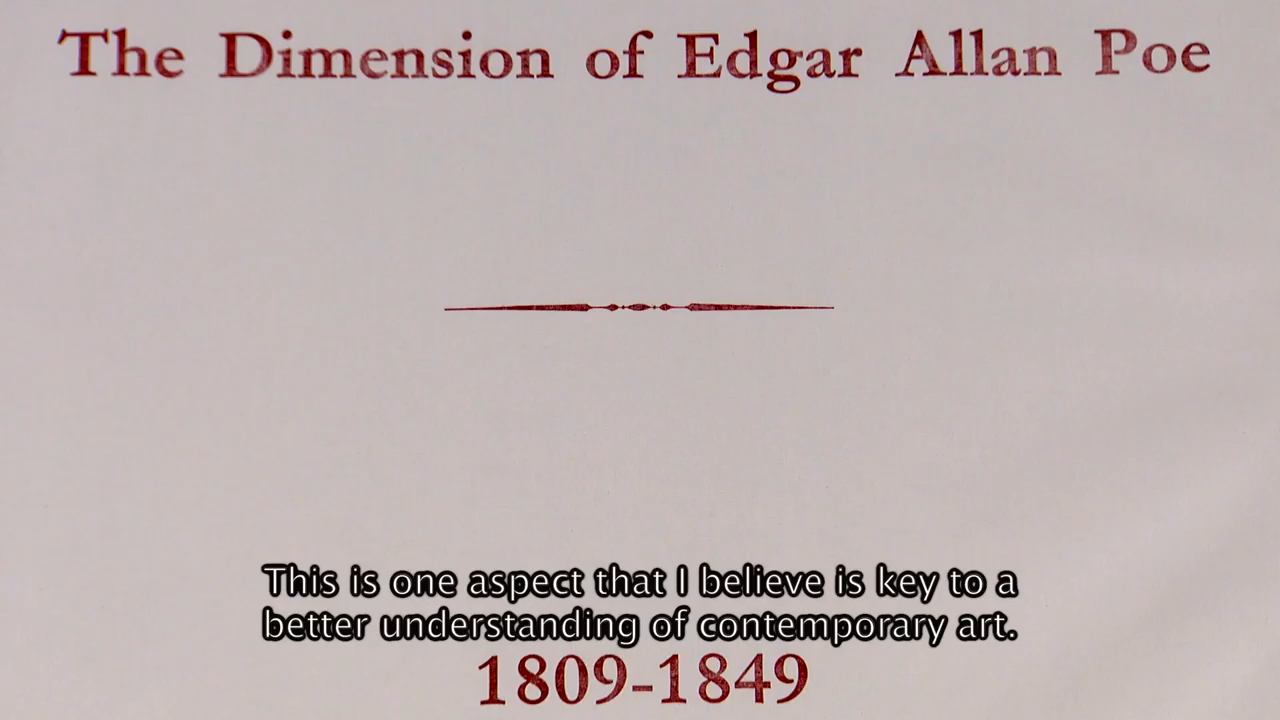 The Dimension of Edgar Allan Poe
This is one aspect that I believe is key to a
better understanding of contemporary art.
1809-1849